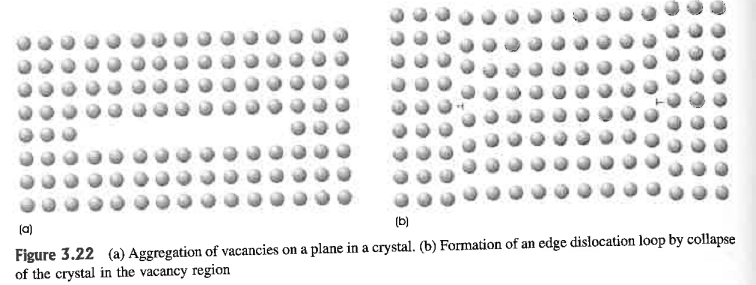 (a)
(b)
Figure 3.22 (a) Aggregation of vacancies on a plane in a crystal. (b) Formation of an edge dislocation loop by collapse
of the crystal in the vacancy region